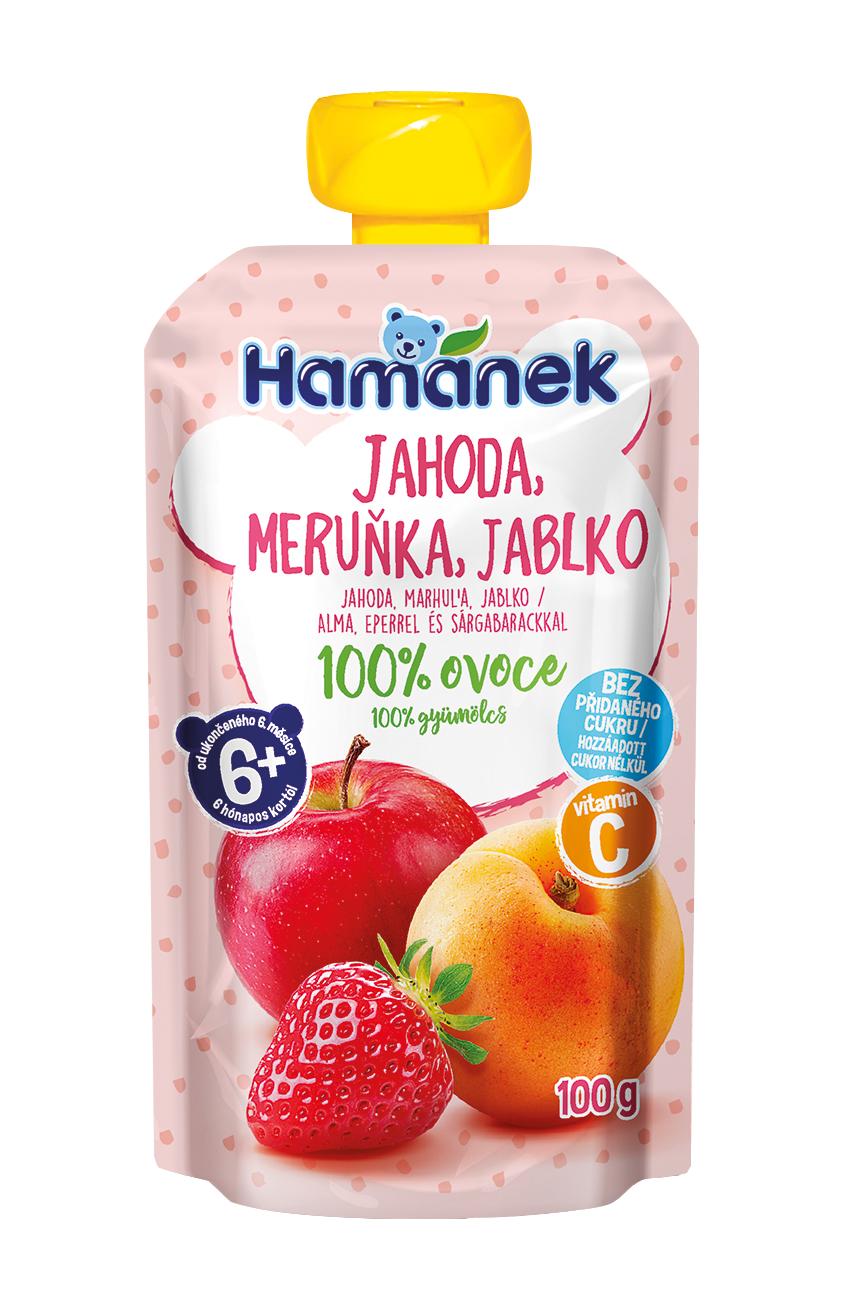 Hamánek
JAHODA,
MERUŇKA, JABLKO
JAHODA, MARHUĽA, JABLKO /
ALMA, EPERREL ÉS SÁRGABARACKKAL
100% ovoce
100% gyümölcs
BEZ
PŘIDANÉHO
CUKRU /
HOZZÁADOTT
CUKOR NÉLKÜL
od ukončeného 6. měsíce
6+
6 hónapos kortól
vitamin
C
100 g